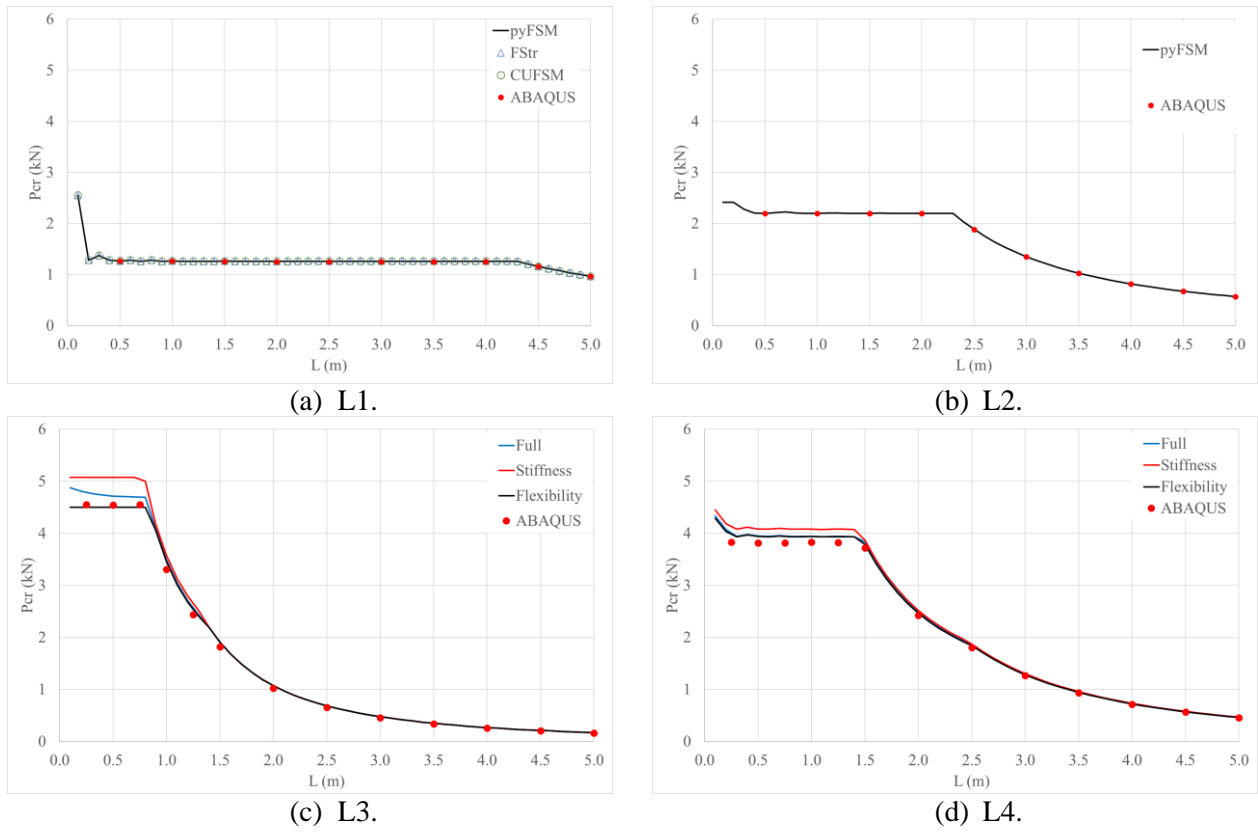 6
5
4
3
2
1
0
Pcr (kN)
0.0 0.5 1.0 1.5 2.0 2.5 3.0 3.5 4.0 4.5 5.0
L (m)
pyFSM
FStr
CUFSM
ABAQUS
(a) L1.
6
5
4
3
2
1
0
Pcr (kN)
0.0 0.5 1.0 1.5 2.0 2.5 3.0 3.5 4.0 4.5 5.0
L (m)
pyFSM
ABAQUS
(b) L2.
6
5
4
3
2
1
0
Pcr (kN)
0.0 0.5 1.0 1.5 2.0 2.5 3.0 3.5 4.0 4.5 5.0
L (m)
Full
Stiffness
Flexibility
ABAQUS
(c) L3.
6
5
4
3
2
1
0
Pcr (kN)
0.0 0.5 1.0 1.5 2.0 2.5 3.0 3.5 4.0 4.5 5.0
L (m)
Full
Stiffness
Flexibility
ABAQUS
(d) L4.